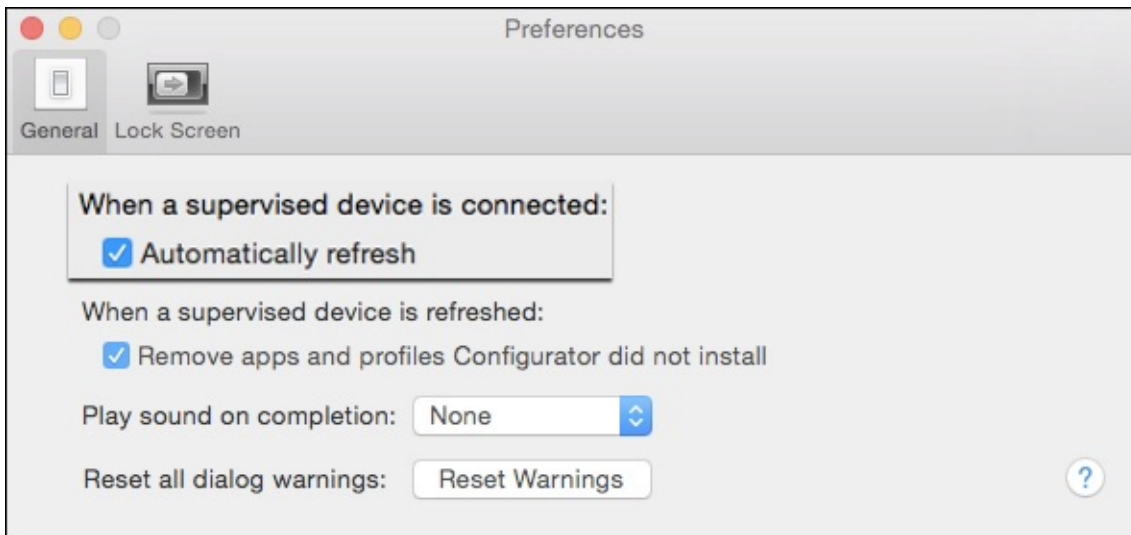 Preferences
General Lock Screen
When a supervised device is connected:
Automatically refresh
When a supervised device is refreshed:
Remove apps and profiles Configurator did not install
Play sound on completion: None
Reset all dialog warnings: Reset Warnings ?